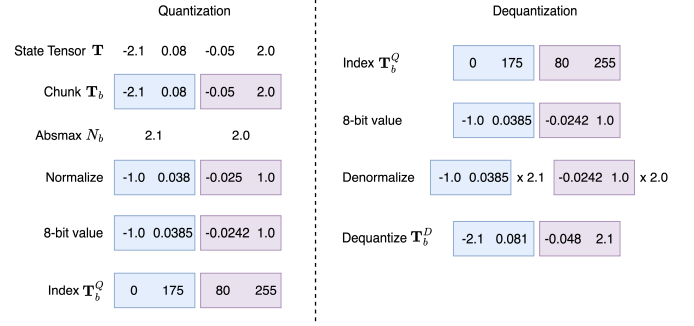 Quantization
State Tensor T -2.1 0.08 -0.05 2.0
Chunk T_b -2.1 0.08 -0.05 2.0
Absmax N_b 2.1 2.0
Normalize -1.0 0.038 -0.025 1.0
8-bit value -1.0 0.0385 -0.0242 1.0
Index T_b^Q 0 175 80 255
Dequantization
Index T_b^Q 0 175 80 255
8-bit value -1.0 0.0385 -0.0242 1.0
Denormalize -1.0 0.0385 x 2.1 -0.0242 1.0 x 2.0
Dequantize T_b^D -2.1 0.081 -0.048 2.1